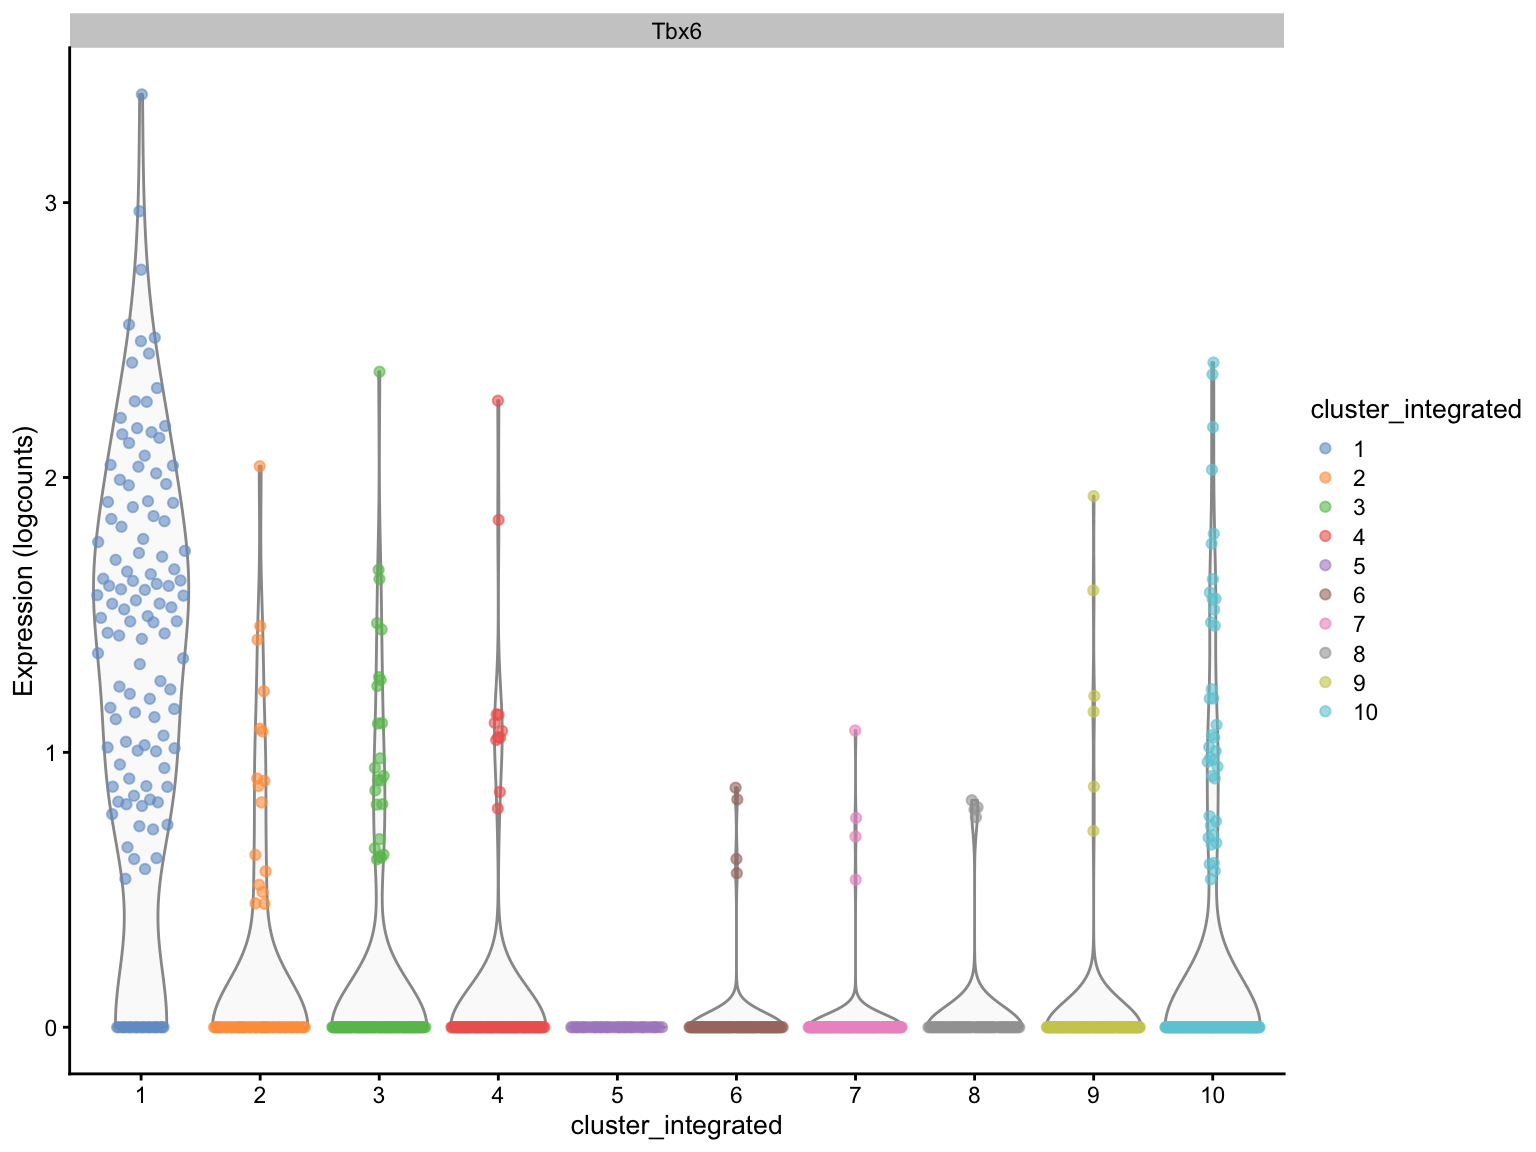 Tbx6
Expression (logcounts)
3
2
1
0
1 2 3 4 5 6 7 8 9 10
cluster_integrated
cluster_integrated
1
2
3
4
5
6
7
8
9
10